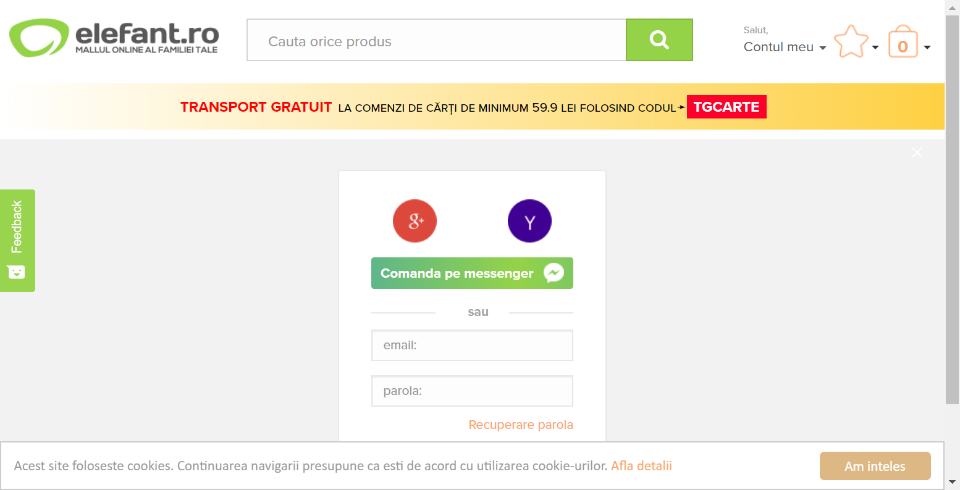 elefant.ro
MALLUL ONLINE AL FAMILIEI TALE
Cauta orice produs
Salut,
Contul meu
0
TRANSPORT GRATUIT LA COMENZI DE CĂRȚI DE MINIMUM 59.9 LEI FOLOSIND CODUL TGCARTE
Feedback
g+
Y
Comanda pe messenger
sau
email:
parola:
Recuperare parola
Acest site foloseste cookies. Continuarea navigarii presupune ca esti de acord cu utilizarea cookie-urilor. Afla detalii
Am inteles